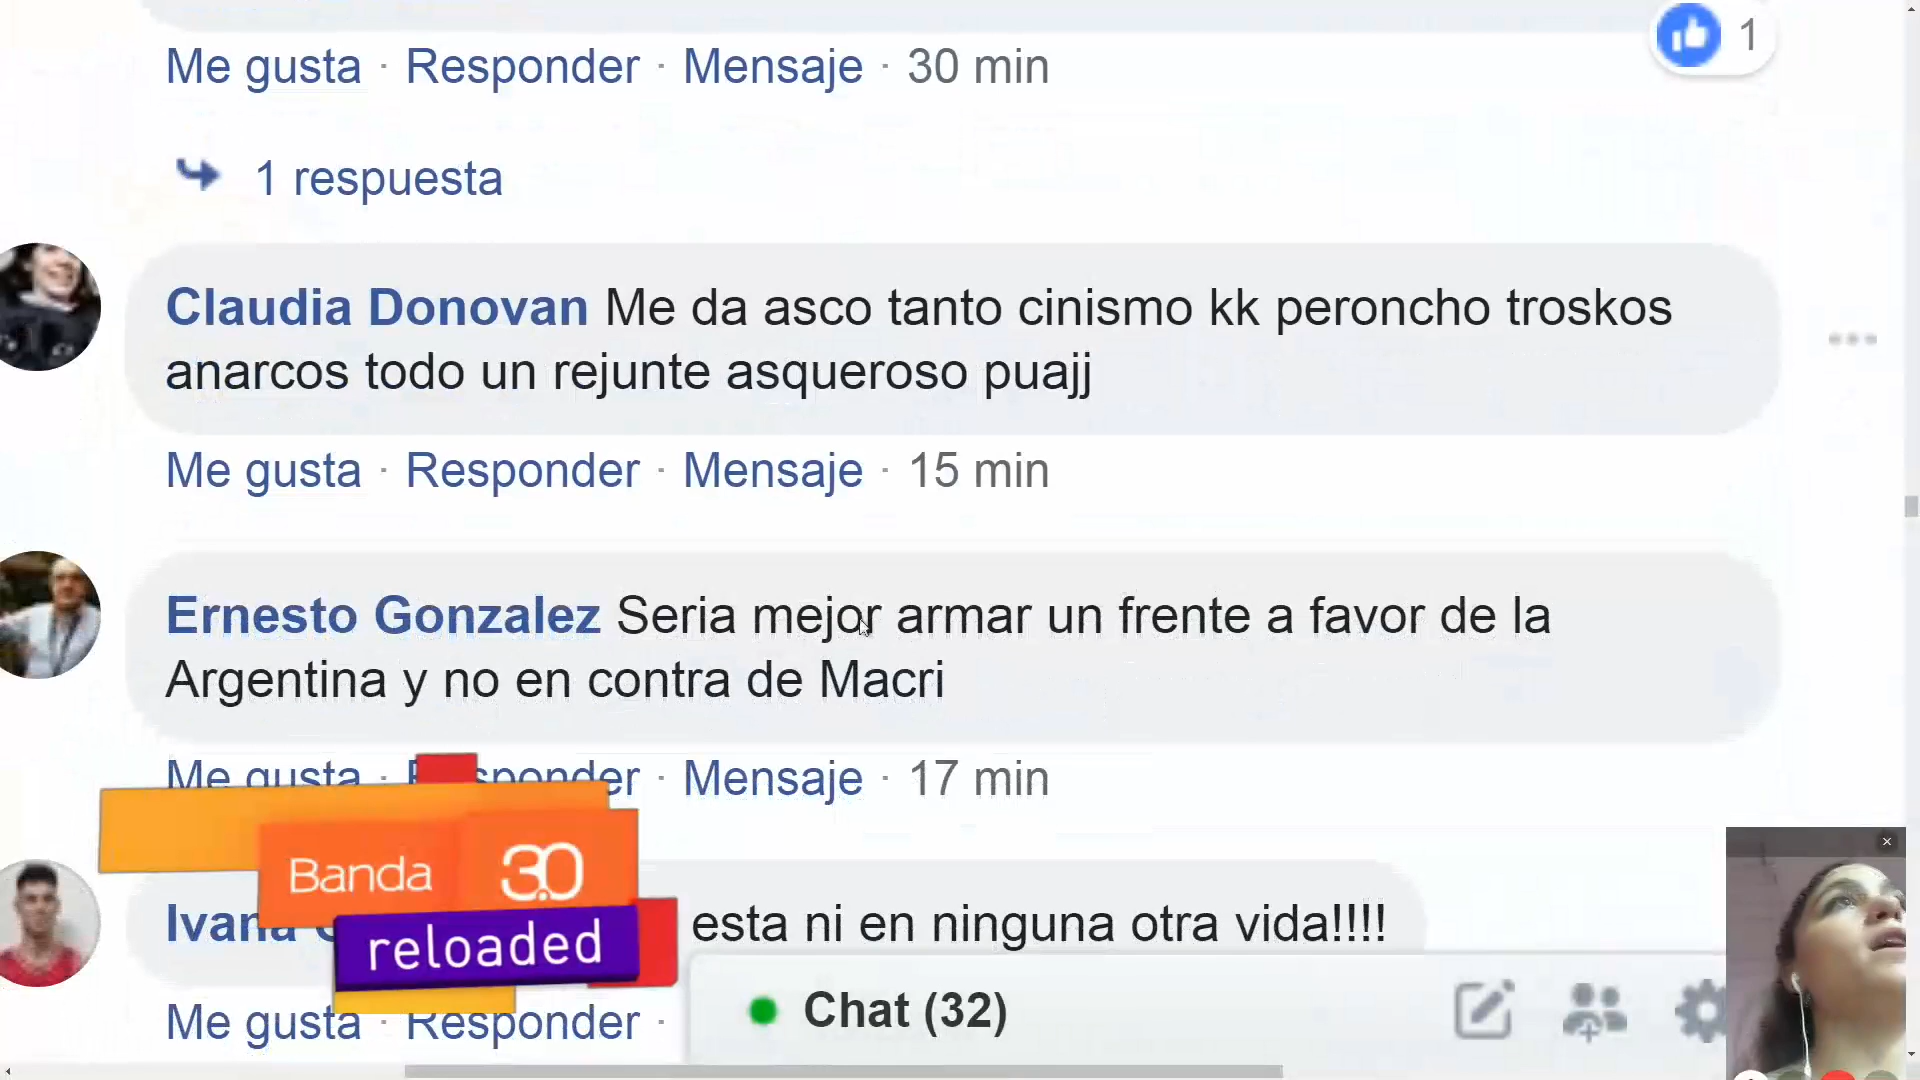 Me gusta · Responder · Mensaje · 30 min
1
1 respuesta
Claudia Donovan Me da asco tanto cinismo kk peroncho troskos
anarcos todo un rejunte asqueroso puajj
Me gusta · Responder · Mensaje · 15 min
Ernesto Gonzalez Seria mejor armar un frente a favor de la
Argentina y no en contra de Macri
Me gusta · Responder · Mensaje · 17 min
Banda 3.0
reloaded
esta ni en ninguna otra vida!!!!
Me gusta · Responder ·
Chat (32)